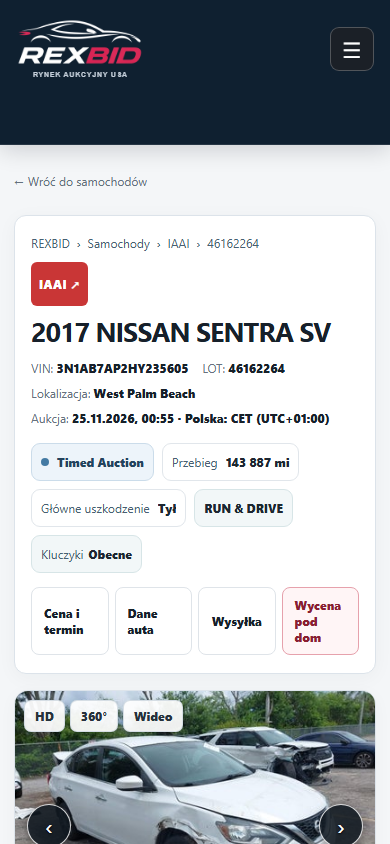 REXBID
RYNEK AUKCYJNY USA
☰
← Wróć do samochodów
REXBID › Samochody › IAAI › 46162264
IAAI ↗
2017 NISSAN SENTRA SV
VIN: 3N1AB7AP2HY235605 LOT: 46162264
Lokalizacja: West Palm Beach
Aukcja: 25.11.2026, 00:55 · Polska: CET (UTC+01:00)
Timed Auction
Przebieg 143 887 mi
Główne uszkodzenie Tył
RUN & DRIVE
Kluczyki Obecne
Cena i
termin
Dane
auta
Wysyłka
Wycena
pod
dom
HD
360°
Wideo
‹
›